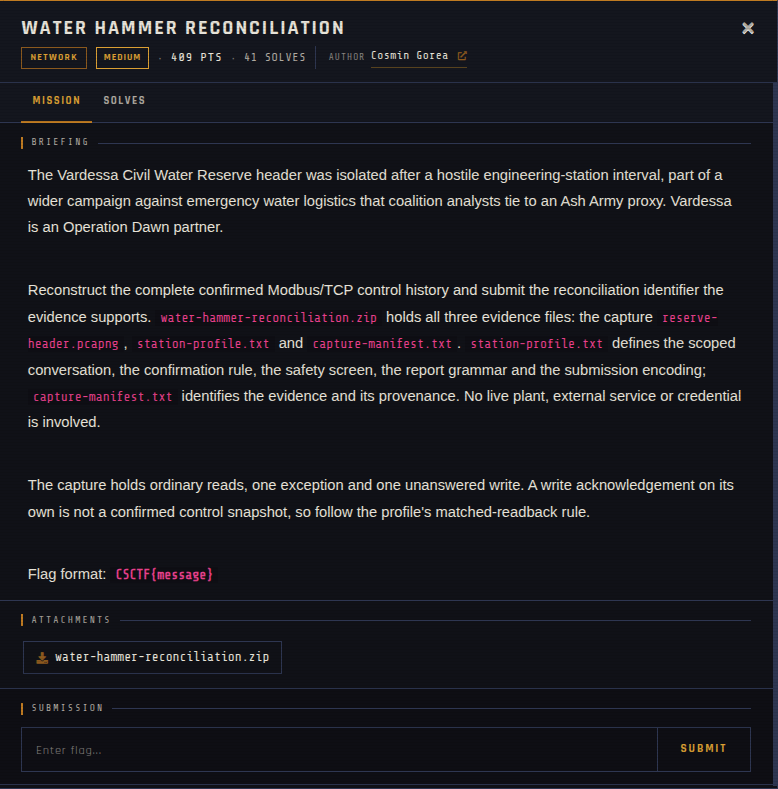 WATER HAMMER RECONCILIATION
NETWORK MEDIUM · 409 PTS · 41 SOLVES AUTHOR Cosmin Gorea
MISSION SOLVES
BRIEFING
The Vardessa Civil Water Reserve header was isolated after a hostile engineering-station interval, part of a
wider campaign against emergency water logistics that coalition analysts tie to an Ash Army proxy. Vardessa
is an Operation Dawn partner.
Reconstruct the complete confirmed Modbus/TCP control history and submit the reconciliation identifier the
evidence supports. water-hammer-reconciliation.zip holds all three evidence files: the capture reserve-
header.pcapng , station-profile.txt and capture-manifest.txt . station-profile.txt defines the scoped
conversation, the confirmation rule, the safety screen, the report grammar and the submission encoding;
capture-manifest.txt identifies the evidence and its provenance. No live plant, external service or credential
is involved.
The capture holds ordinary reads, one exception and one unanswered write. A write acknowledgement on its
own is not a confirmed control snapshot, so follow the profile's matched-readback rule.
Flag format: CSCTF{message}
ATTACHMENTS
water-hammer-reconciliation.zip
SUBMISSION
Enter flag... SUBMIT